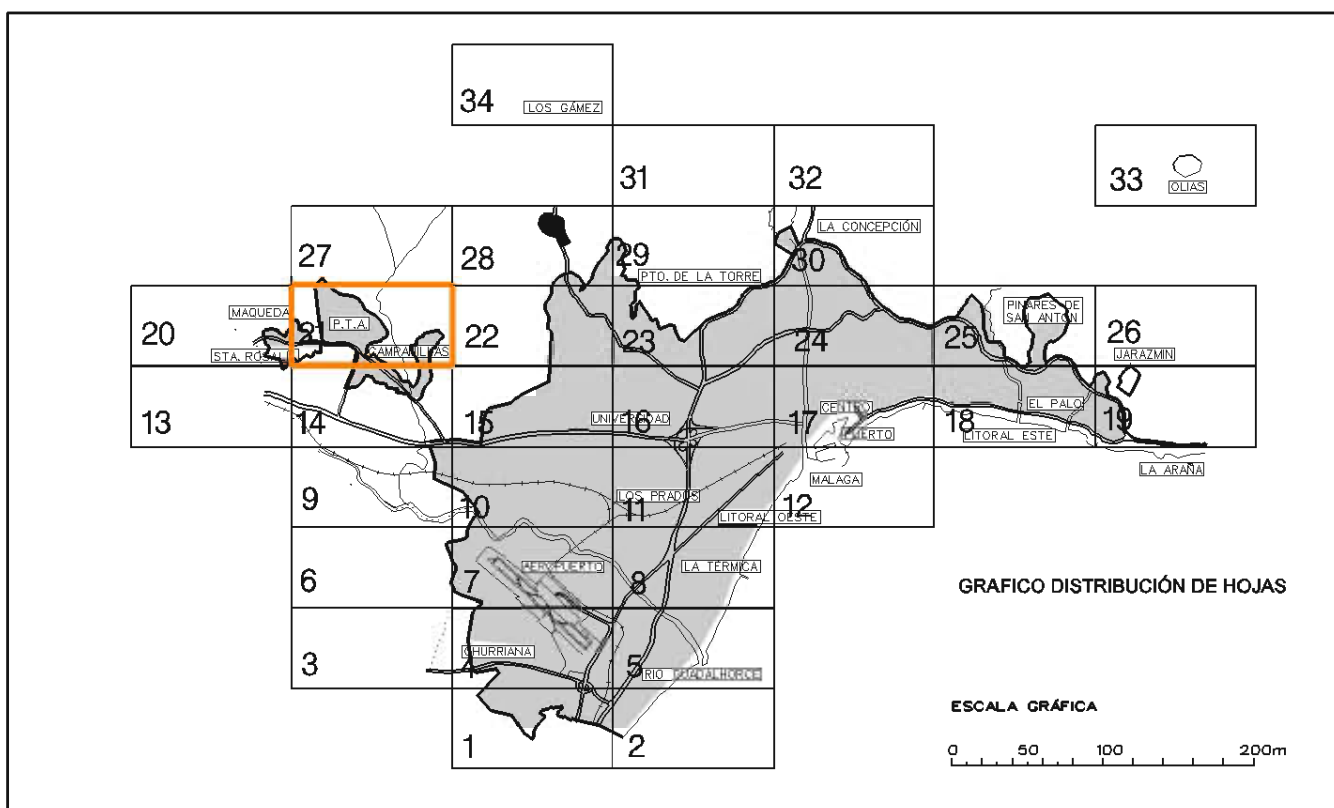 34
LOS GÁMEZ
31
32
33
OLIAS
LA CONCEPCIÓN
27
28
29
30
PTO. DE LA TORRE
MAQUEDA
P.T.A.
PINARES DE
SAN ANTON
20
22
23
24
25
26
STA. ROSALIA
CAMPANILLAS
JARAZMIN
13
14
15
UNIVERSIDAD
16
17
CENTRO
PUERTO
18
EL PALO
LITORAL ESTE
19
LA ARAÑA
MALAGA
9
10
LOS PRADOS
11
12
LITORAL OESTE
6
7
AEROPUERTO
8
LA TÉRMICA
GRAFICO DISTRIBUCIÓN DE HOJAS
3
CHURRIANA
5
RIO GUADALHORCE
1
2
ESCALA GRÁFICA
0 50 100 200m